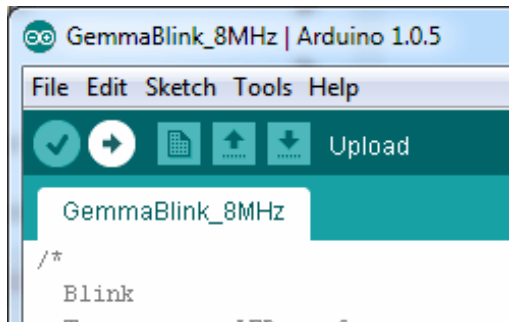 GemmaBlink_8MHz | Arduino 1.0.5
File Edit Sketch Tools Help
Upload
GemmaBlink_8MHz
/*
Blink